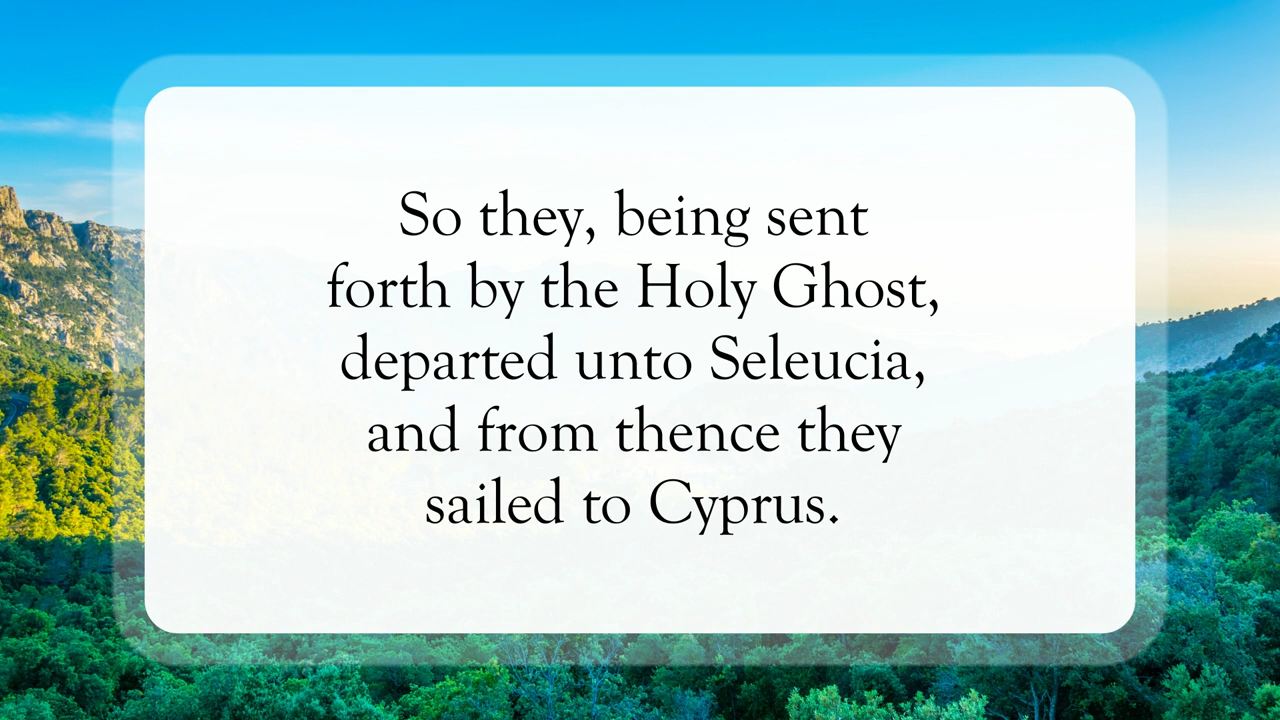 So they, being sent
forth by the Holy Ghost,
departed unto Seleucia,
and from thence they
sailed to Cyprus.